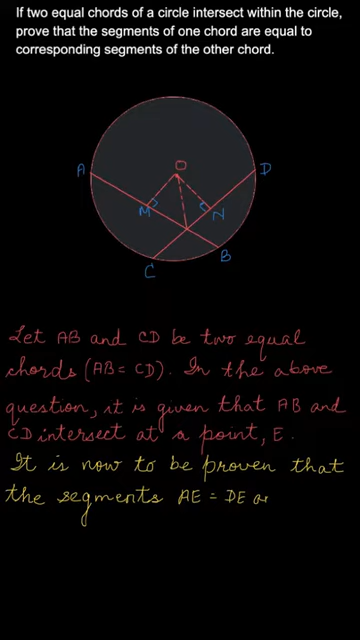 If two equal chords of a circle intersect within the circle,
prove that the segments of one chord are equal to
corresponding segments of the other chord.
O
A
D
M
N
B
C
Let AB and CD be two equal
chords (AB = CD). In the above
question, it is given that AB and
CD intersect at a point, E.
It is now to be proven that
the segments AE = DE a